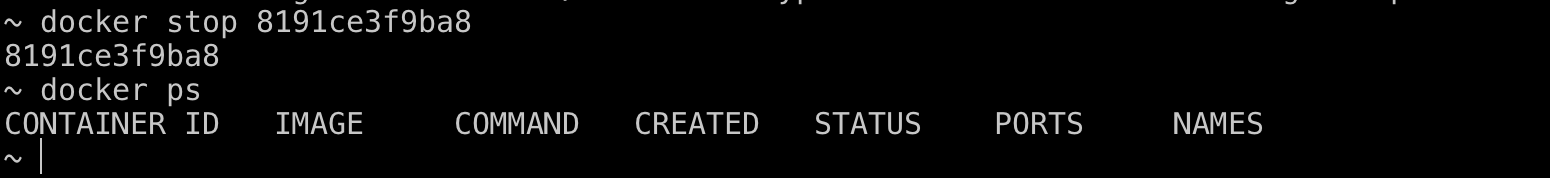 ~ docker stop 8191ce3f9ba8
8191ce3f9ba8
~ docker ps
CONTAINER ID   IMAGE     COMMAND   CREATED   STATUS    PORTS     NAMES
~